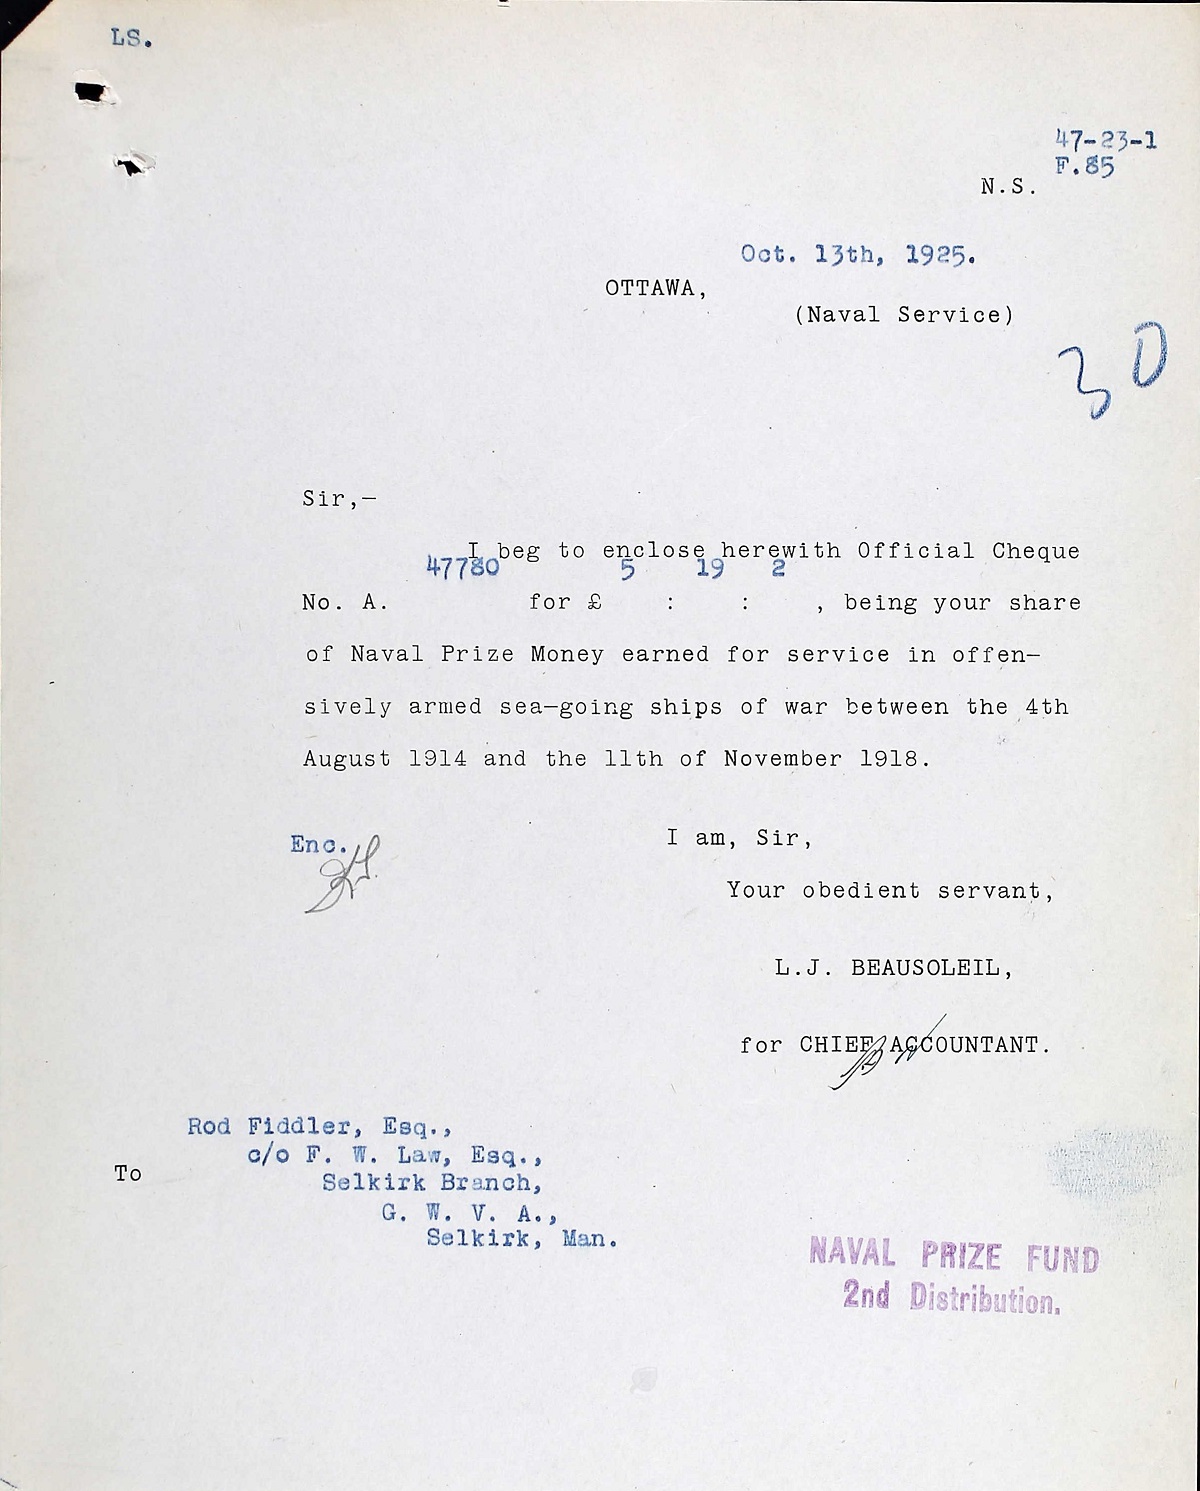 LS.
47-23-1
F.85
N.S.
Oct. 13th, 1925.
OTTAWA,
(Naval Service)
30
Sir,—
I beg to enclose herewith Official Cheque
No. A. 47780 for £ 5 : 19 : 2 , being your share
of Naval Prize Money earned for service in offen—
sively armed sea—going ships of war between the 4th
August 1914 and the 11th of November 1918.
Enc.
I am, Sir,
Your obedient servant,
L.J. BEAUSOLEIL,
for CHIEF ACCOUNTANT.
Rod Fiddler, Esq.,
c/o F. W. Law, Esq.,
To
Selkirk Branch,
G. W. V. A.,
Selkirk, Man.
NAVAL PRIZE FUND
2nd Distribution.